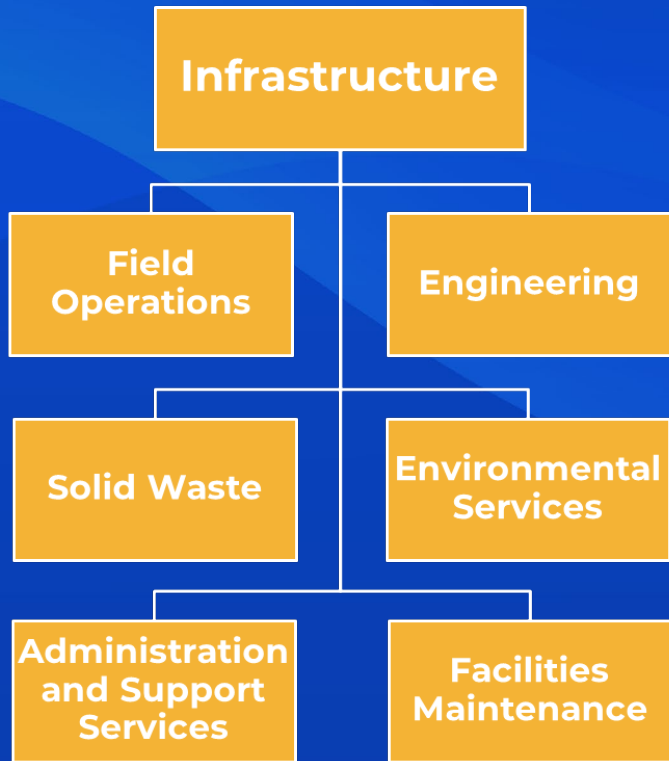 Infrastructure
Field
Operations
Engineering
Solid Waste
Environmental
Services
Administration
and Support
Services
Facilities
Maintenance